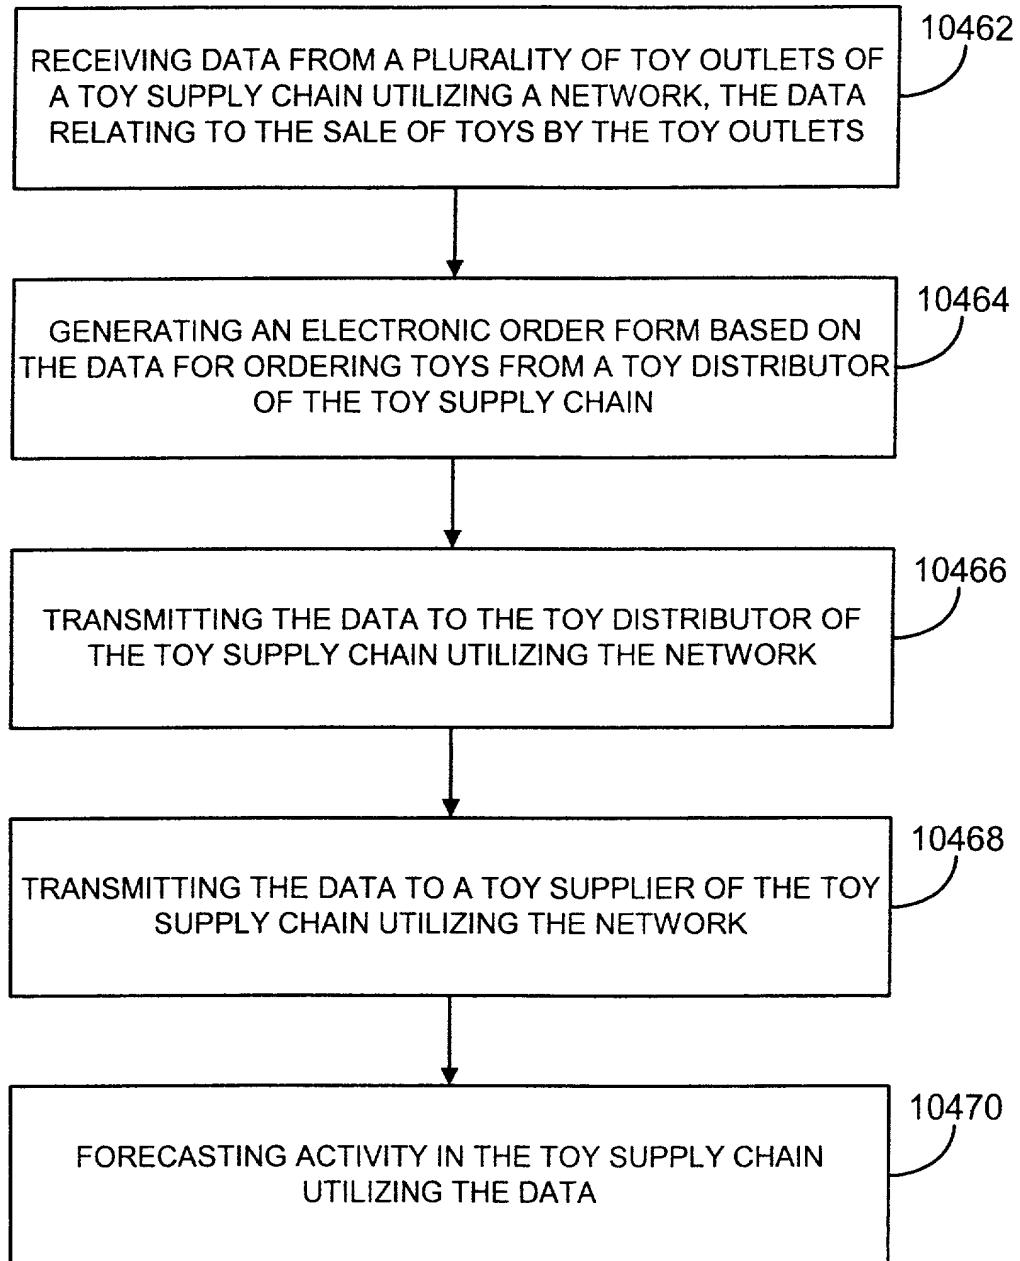 10462
RECEIVING DATA FROM A PLURALITY OF TOY OUTLETS OF
A TOY SUPPLY CHAIN UTILIZING A NETWORK, THE DATA
RELATING TO THE SALE OF TOYS BY THE TOY OUTLETS
10464
GENERATING AN ELECTRONIC ORDER FORM BASED ON
THE DATA FOR ORDERING TOYS FROM A TOY DISTRIBUTOR
OF THE TOY SUPPLY CHAIN
10466
TRANSMITTING THE DATA TO THE TOY DISTRIBUTOR OF
THE TOY SUPPLY CHAIN UTILIZING THE NETWORK
10468
TRANSMITTING THE DATA TO A TOY SUPPLIER OF THE TOY
SUPPLY CHAIN UTILIZING THE NETWORK
10470
FORECASTING ACTIVITY IN THE TOY SUPPLY CHAIN
UTILIZING THE DATA